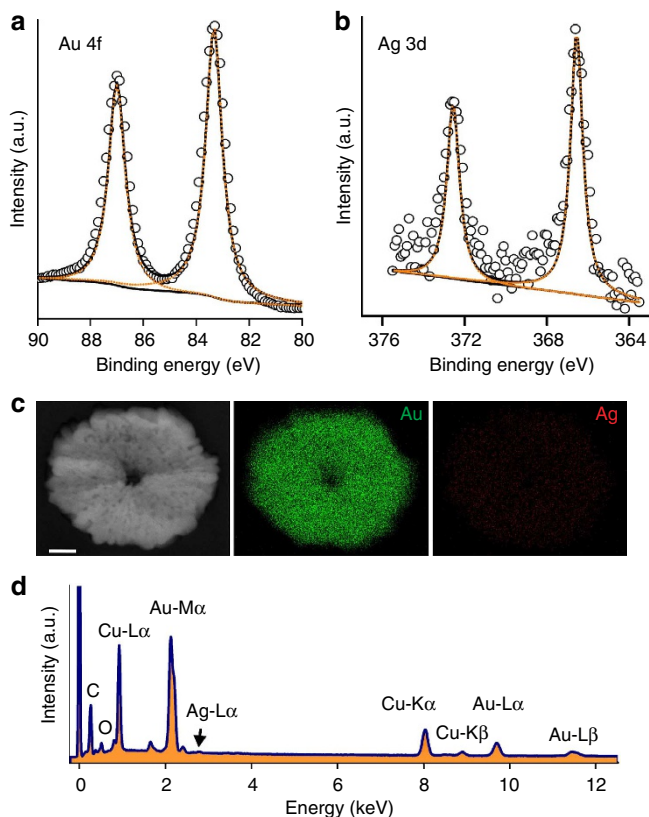 a
Au 4f
Intensity (a.u.)
90 88 86 84 82 80
Binding energy (eV)
b
Ag 3d
Intensity (a.u.)
376 372 368 364
Binding energy (eV)
c
Au
Ag
d
Intensity (a.u.)
C
O
Cu-Lα
Au-Mα
Ag-Lα
Cu-Kα
Cu-Kβ
Au-Lα
Au-Lβ
0 2 4 6 8 10 12
Energy (keV)